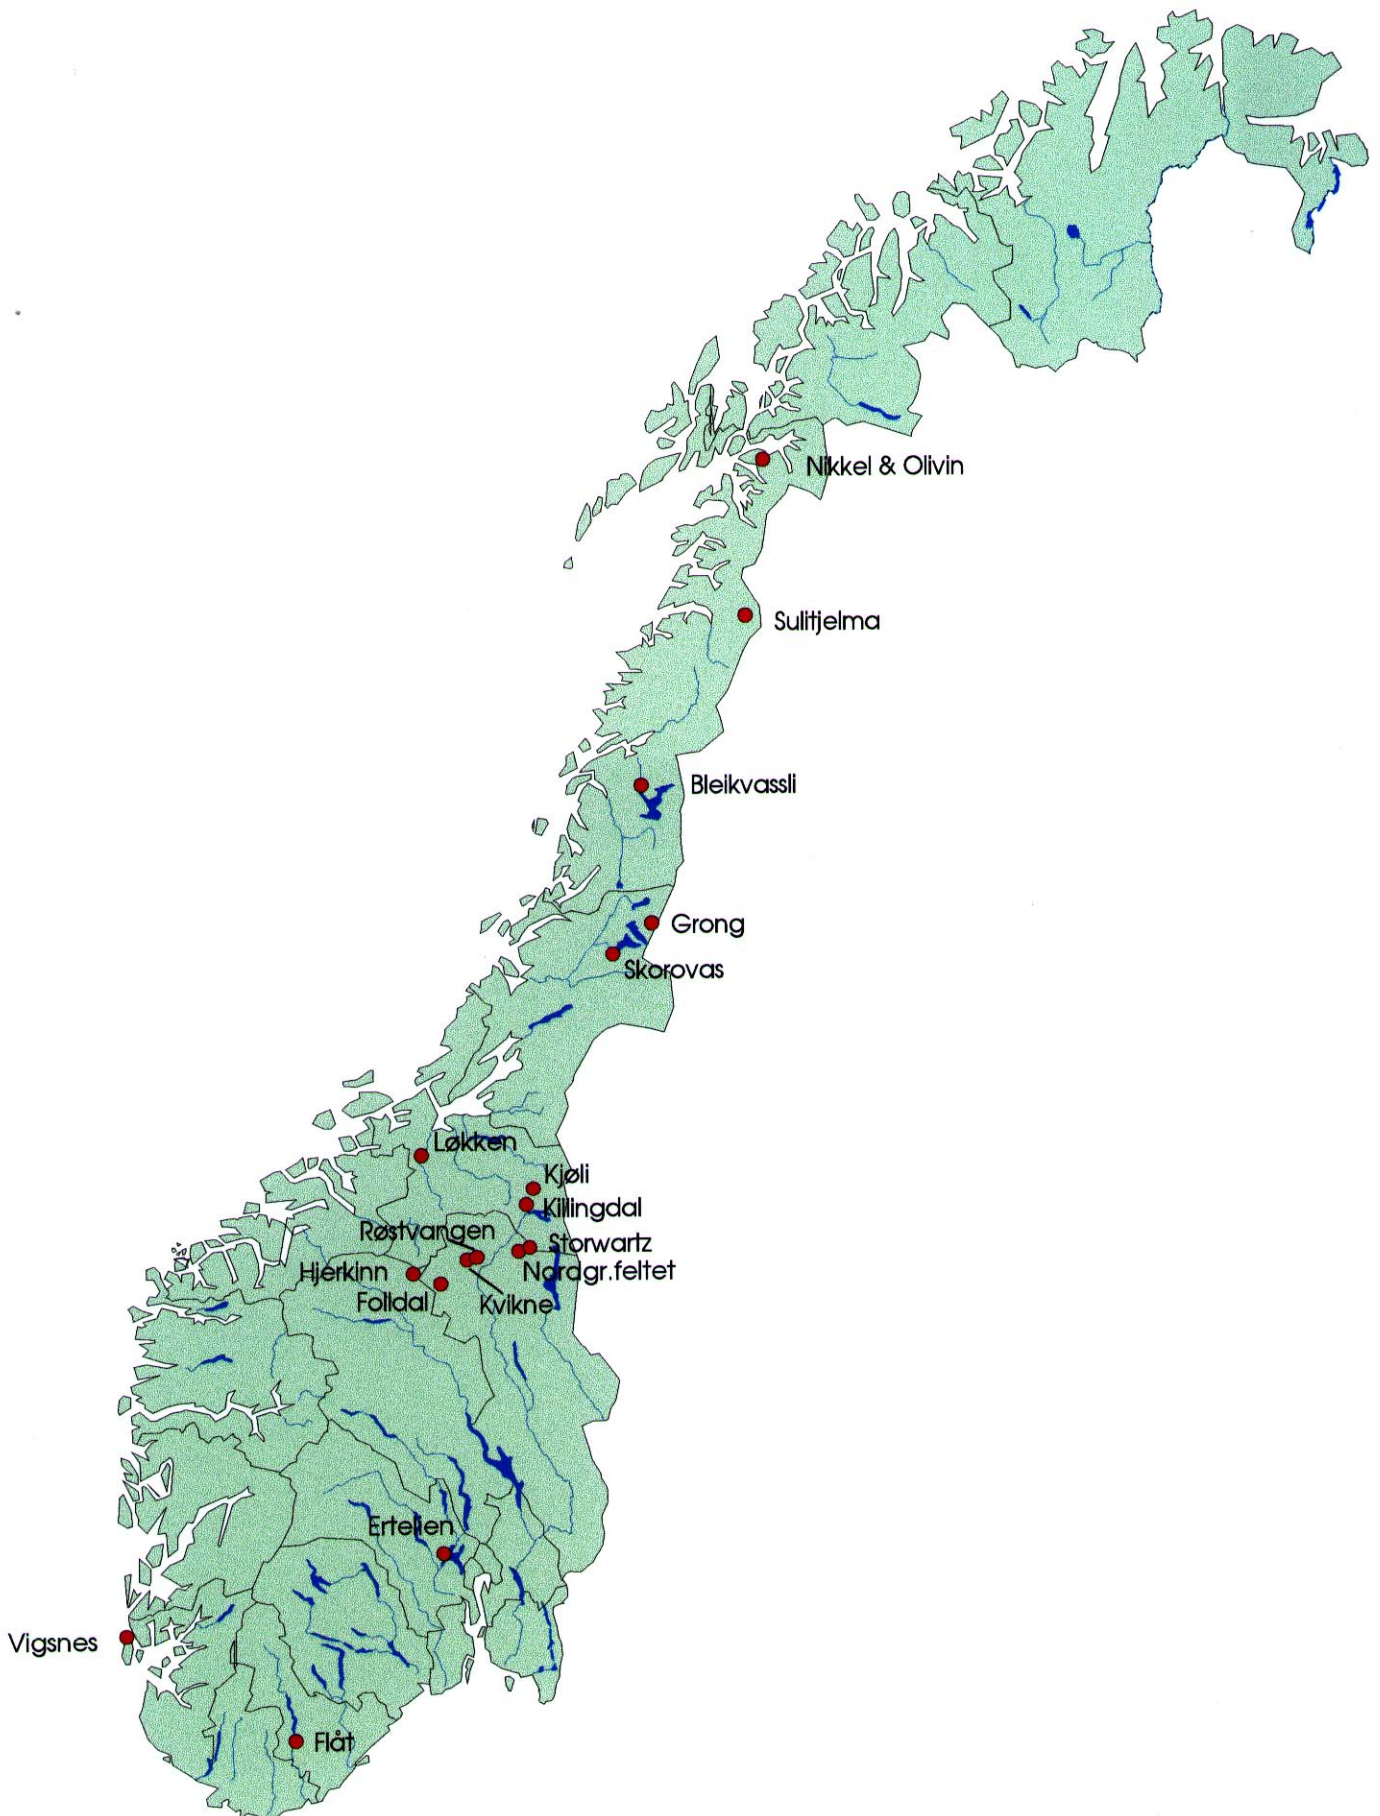 Nikkel & Olivin
Sulitjelma
Bleikvassli
Grong
Skorovas
Løkken
Kjøli
Killingdal
Røstvangen
Storwartz
Hjerkinn
Nordgr.feltet
Folldal
Kvikne
Ertelien
Vigsnes
Flåt